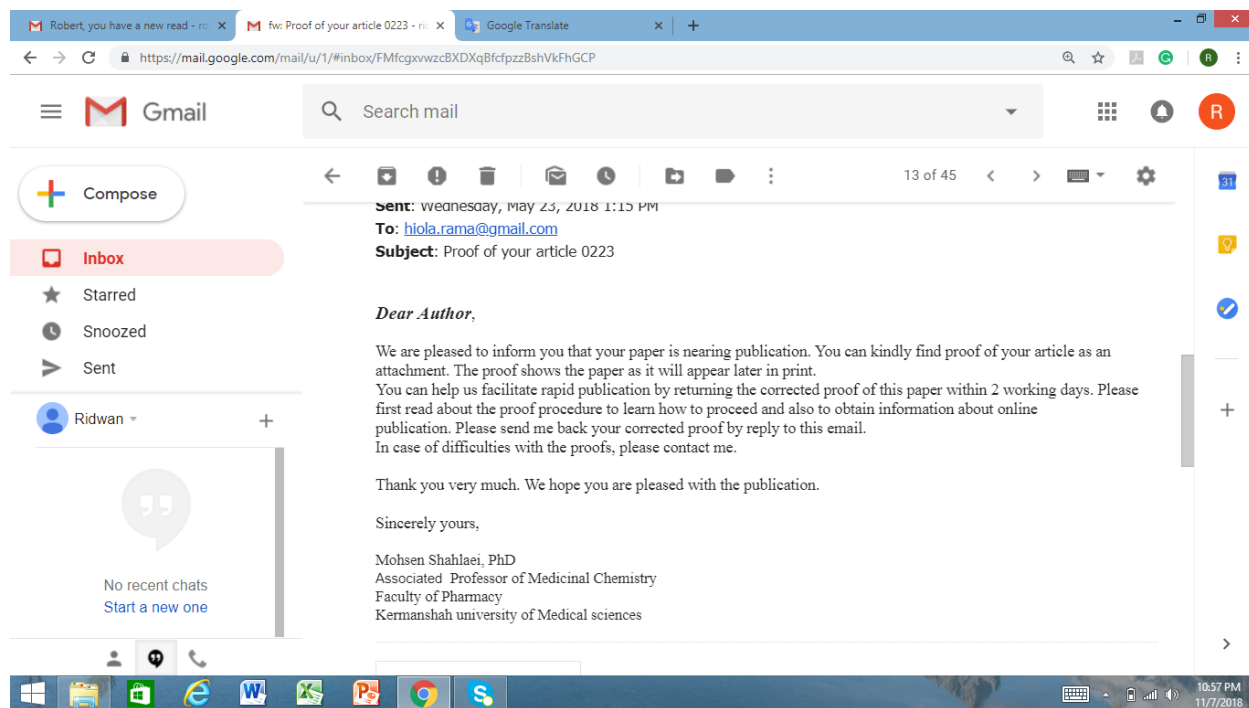 Robert, you have a new read - ro
fw: Proof of your article 0223 - ri
Google Translate
https://mail.google.com/mail/u/1/#inbox/FMfcgxvwzcBXDXqBfcfpzzBshVkFhGCP
R
Gmail
Search mail
R
Compose
13 of 45
31
Inbox
Starred
Snoozed
Sent
Ridwan
No recent chats
Start a new one
Sent: Wednesday, May 23, 2018 1:15 PM
To: hiola.rama@gmail.com
Subject: Proof of your article 0223
Dear Author,
We are pleased to inform you that your paper is nearing publication. You can kindly find proof of your article as an
attachment. The proof shows the paper as it will appear later in print.
You can help us facilitate rapid publication by returning the corrected proof of this paper within 2 working days. Please
first read about the proof procedure to learn how to proceed and also to obtain information about online
publication. Please send me back your corrected proof by reply to this email.
In case of difficulties with the proofs, please contact me.
Thank you very much. We hope you are pleased with the publication.
Sincerely yours,
Mohsen Shahlaei, PhD
Associated Professor of Medicinal Chemistry
Faculty of Pharmacy
Kermanshah university of Medical sciences
10:57 PM
11/7/2018